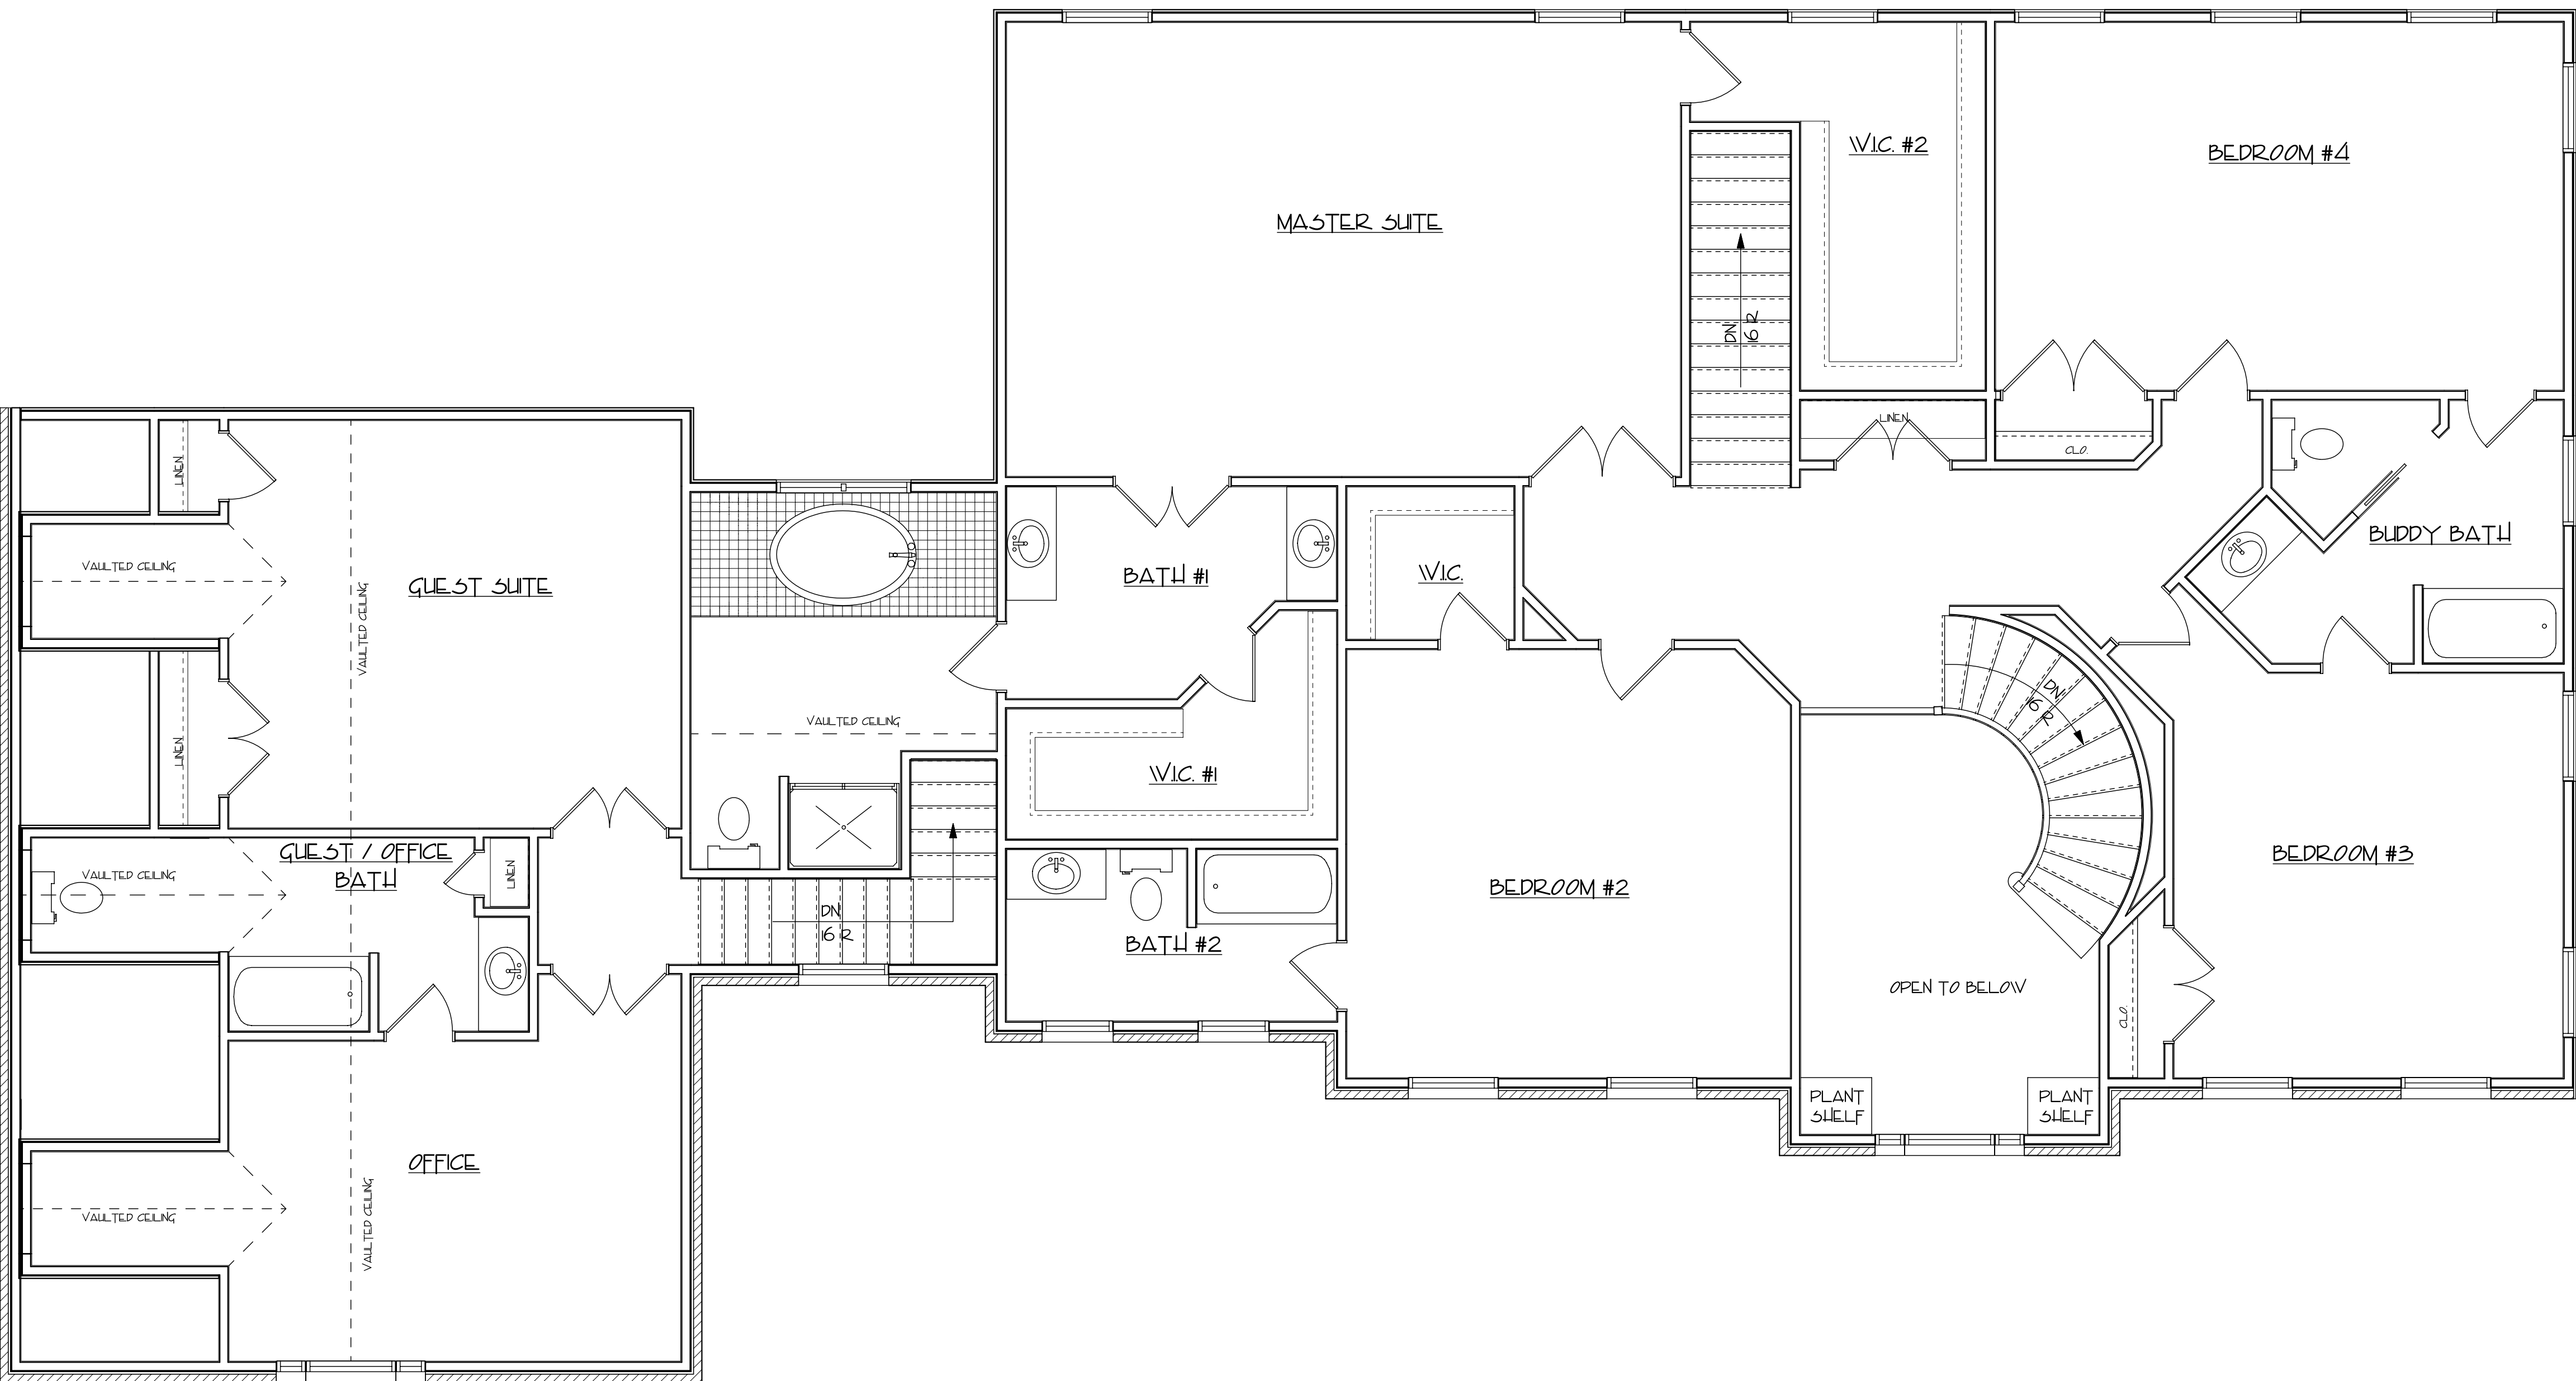 W.I.C. #2
BEDROOM #4
MASTER SUITE
DN
16 R
LINEN
CLO.
LINEN
BUDDY BATH
VAULTED CEILING
GUEST SUITE
VAULTED CEILING
BATH #1
W.I.C.
DN
16 R
VAULTED CEILING
LINEN
W.I.C. #1
GUEST / OFFICE
BATH
VAULTED CEILING
LINEN
BEDROOM #3
BEDROOM #2
DN
16 R
BATH #2
OPEN TO BELOW
CLO.
PLANT
SHELF
PLANT
SHELF
OFFICE
VAULTED CEILING
VAULTED CEILING